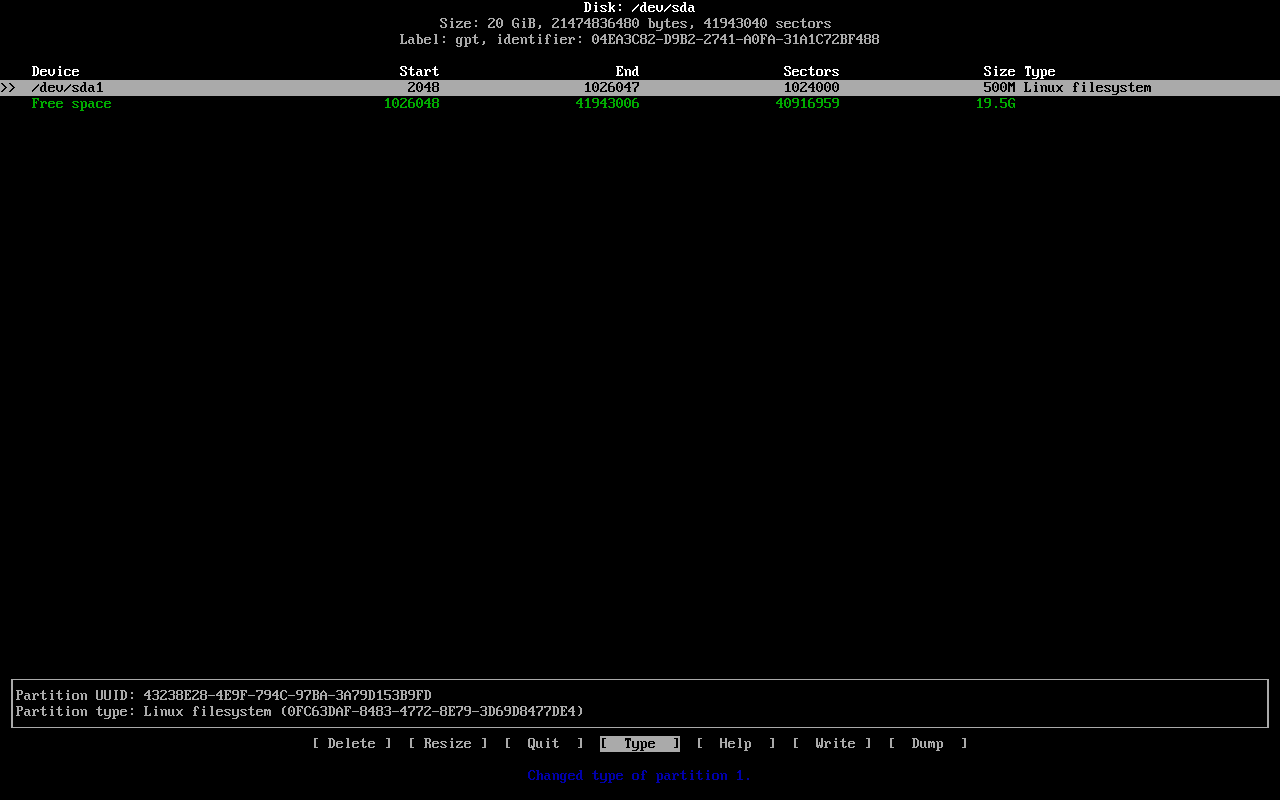 Disk: /dev/sda
Size: 20 GiB, 21474836480 bytes, 41943040 sectors
Label: gpt, identifier: 04EA3C82-D9B2-2741-A0FA-31A1C72BF488
Device Start End Sectors Size Type
>> /dev/sda1 2048 1026047 1024000 500M Linux filesystem
Free space 1026048 41943006 40916959 19.5G
Partition UUID: 43238E28-4E9F-794C-97BA-3A79D153B9FD
Partition type: Linux filesystem (0FC63DAF-8483-4772-8E79-3D69D8477DE4)
[ Delete ] [ Resize ] [ Quit ] [ Type ] [ Help ] [ Write ] [ Dump ]
Changed type of partition 1.